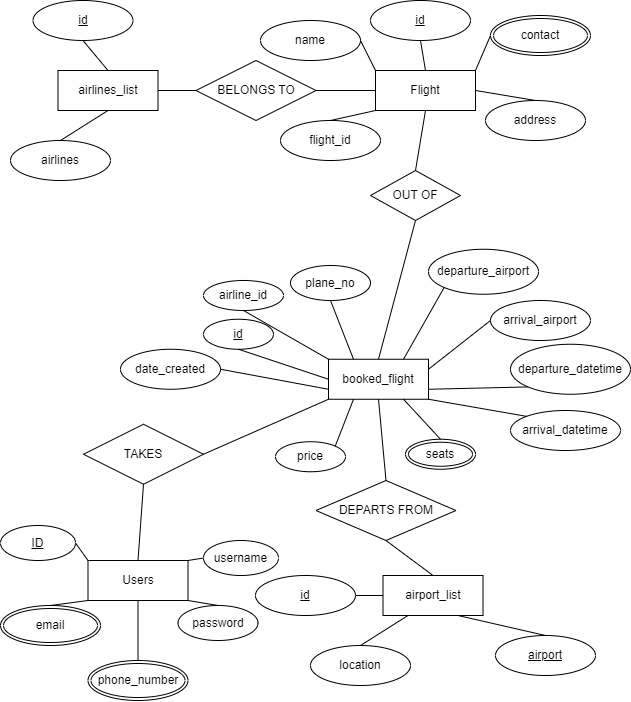 id
id
contact
name
airlines_list
BELONGS TO
Flight
address
flight_id
airlines
OUT OF
departure_airport
plane_no
airline_id
arrival_airport
id
date_created
booked_flight
departure_datetime
arrival_datetime
TAKES
price
seats
DEPARTS FROM
ID
username
Users
id
airport_list
email
password
location
airport
phone_number